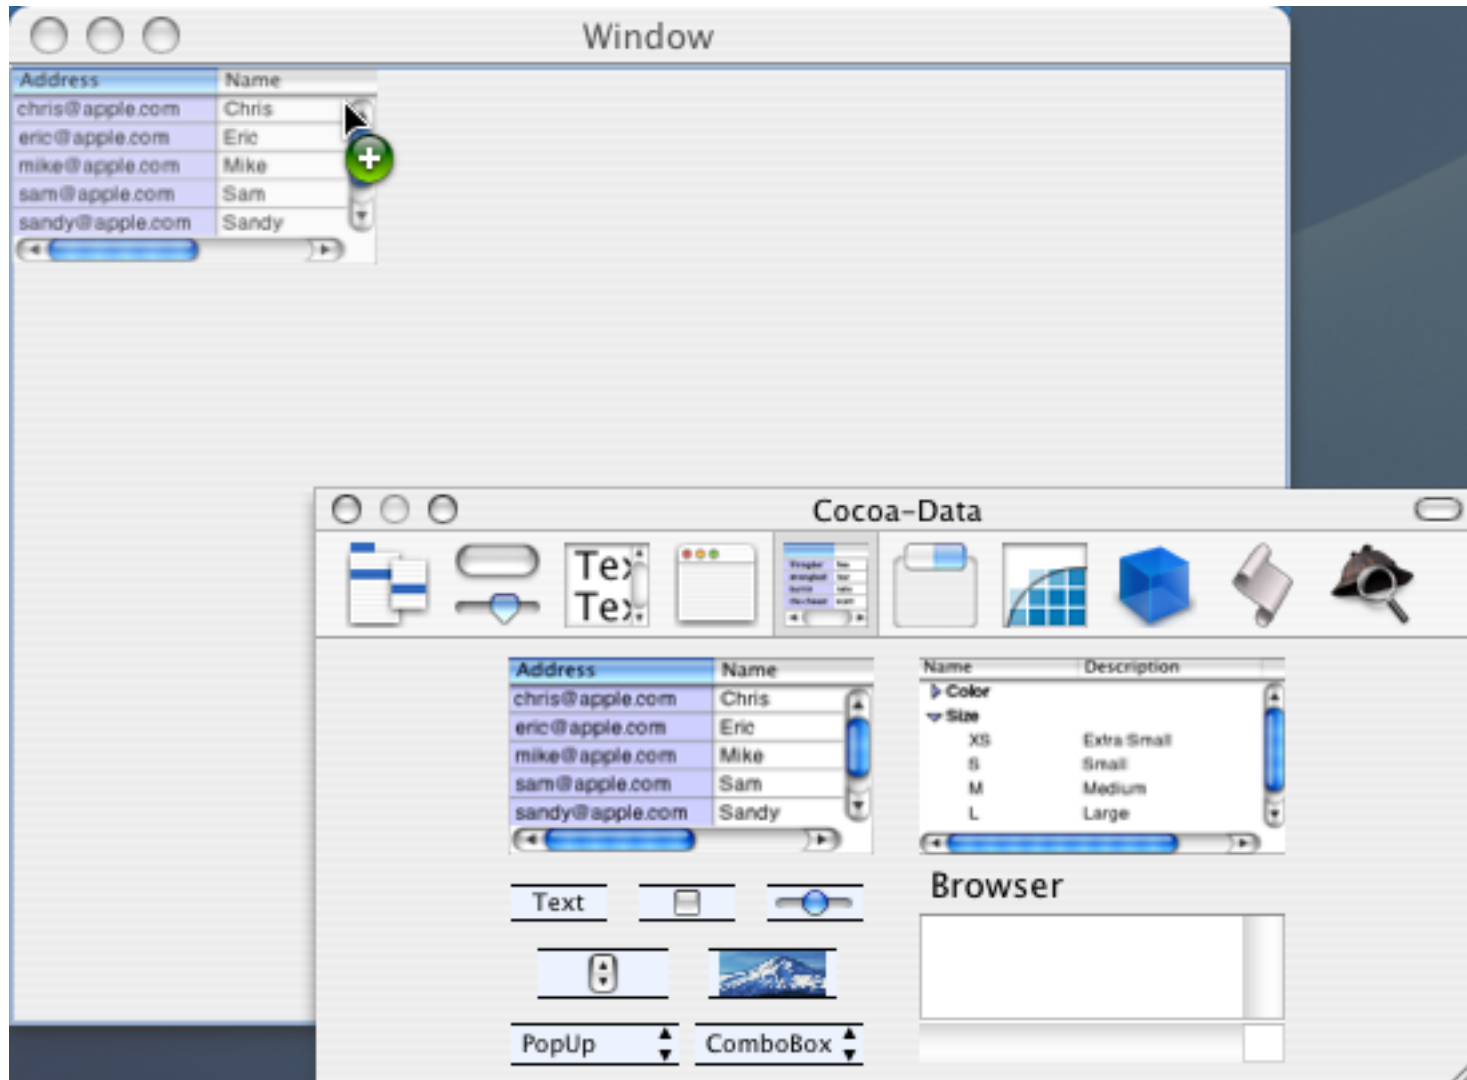 Window
Address Name
chris@apple.com Chris
eric@apple.com Eric
mike@apple.com Mike
sam@apple.com Sam
sandy@apple.com Sandy
Cocoa-Data
Tex
Tex
Address Name
chris@apple.com Chris
eric@apple.com Eric
mike@apple.com Mike
sam@apple.com Sam
sandy@apple.com Sandy
Name Description
Color
Size
XS Extra Small
S Small
M Medium
L Large
Text
Browser
PopUp
ComboBox